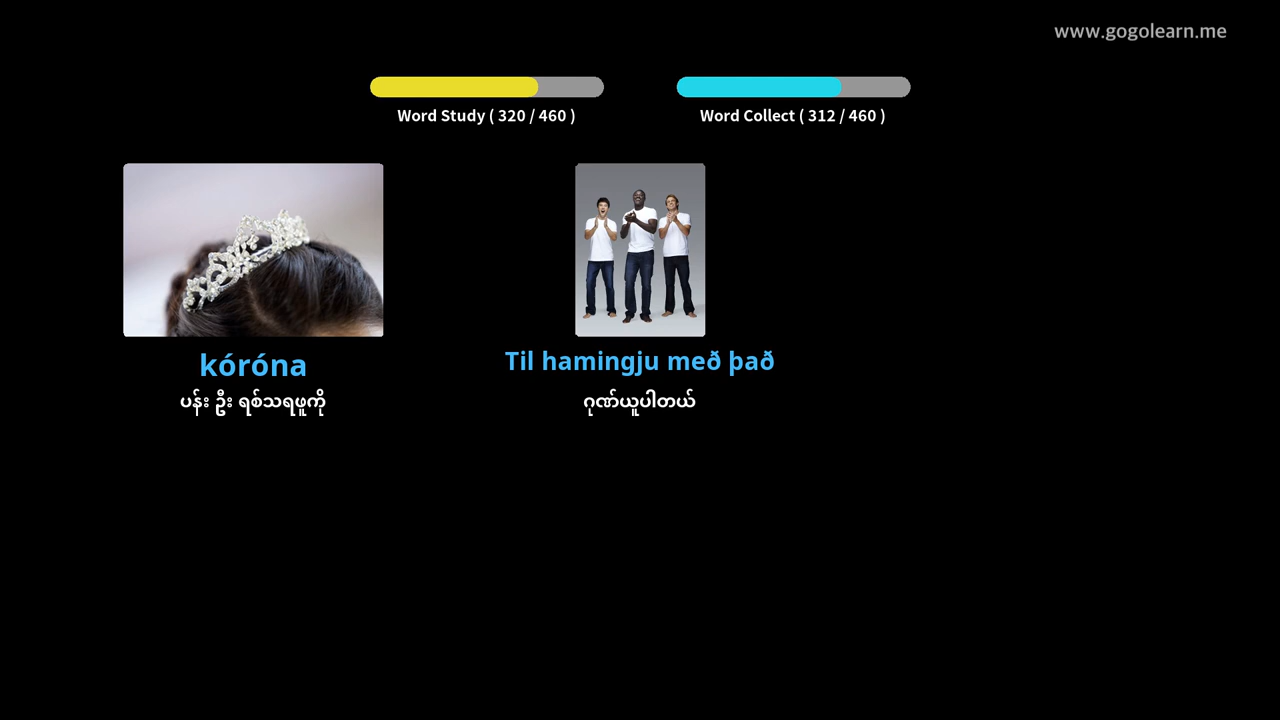 www.gogolearn.me
Word Study ( 320 / 460 )
Word Collect ( 312 / 460 )
kóróna
ပန်း ဦး ရစ်သရဖူကို
Til hamingju með það
ဂုဏ်ယူပါတယ်